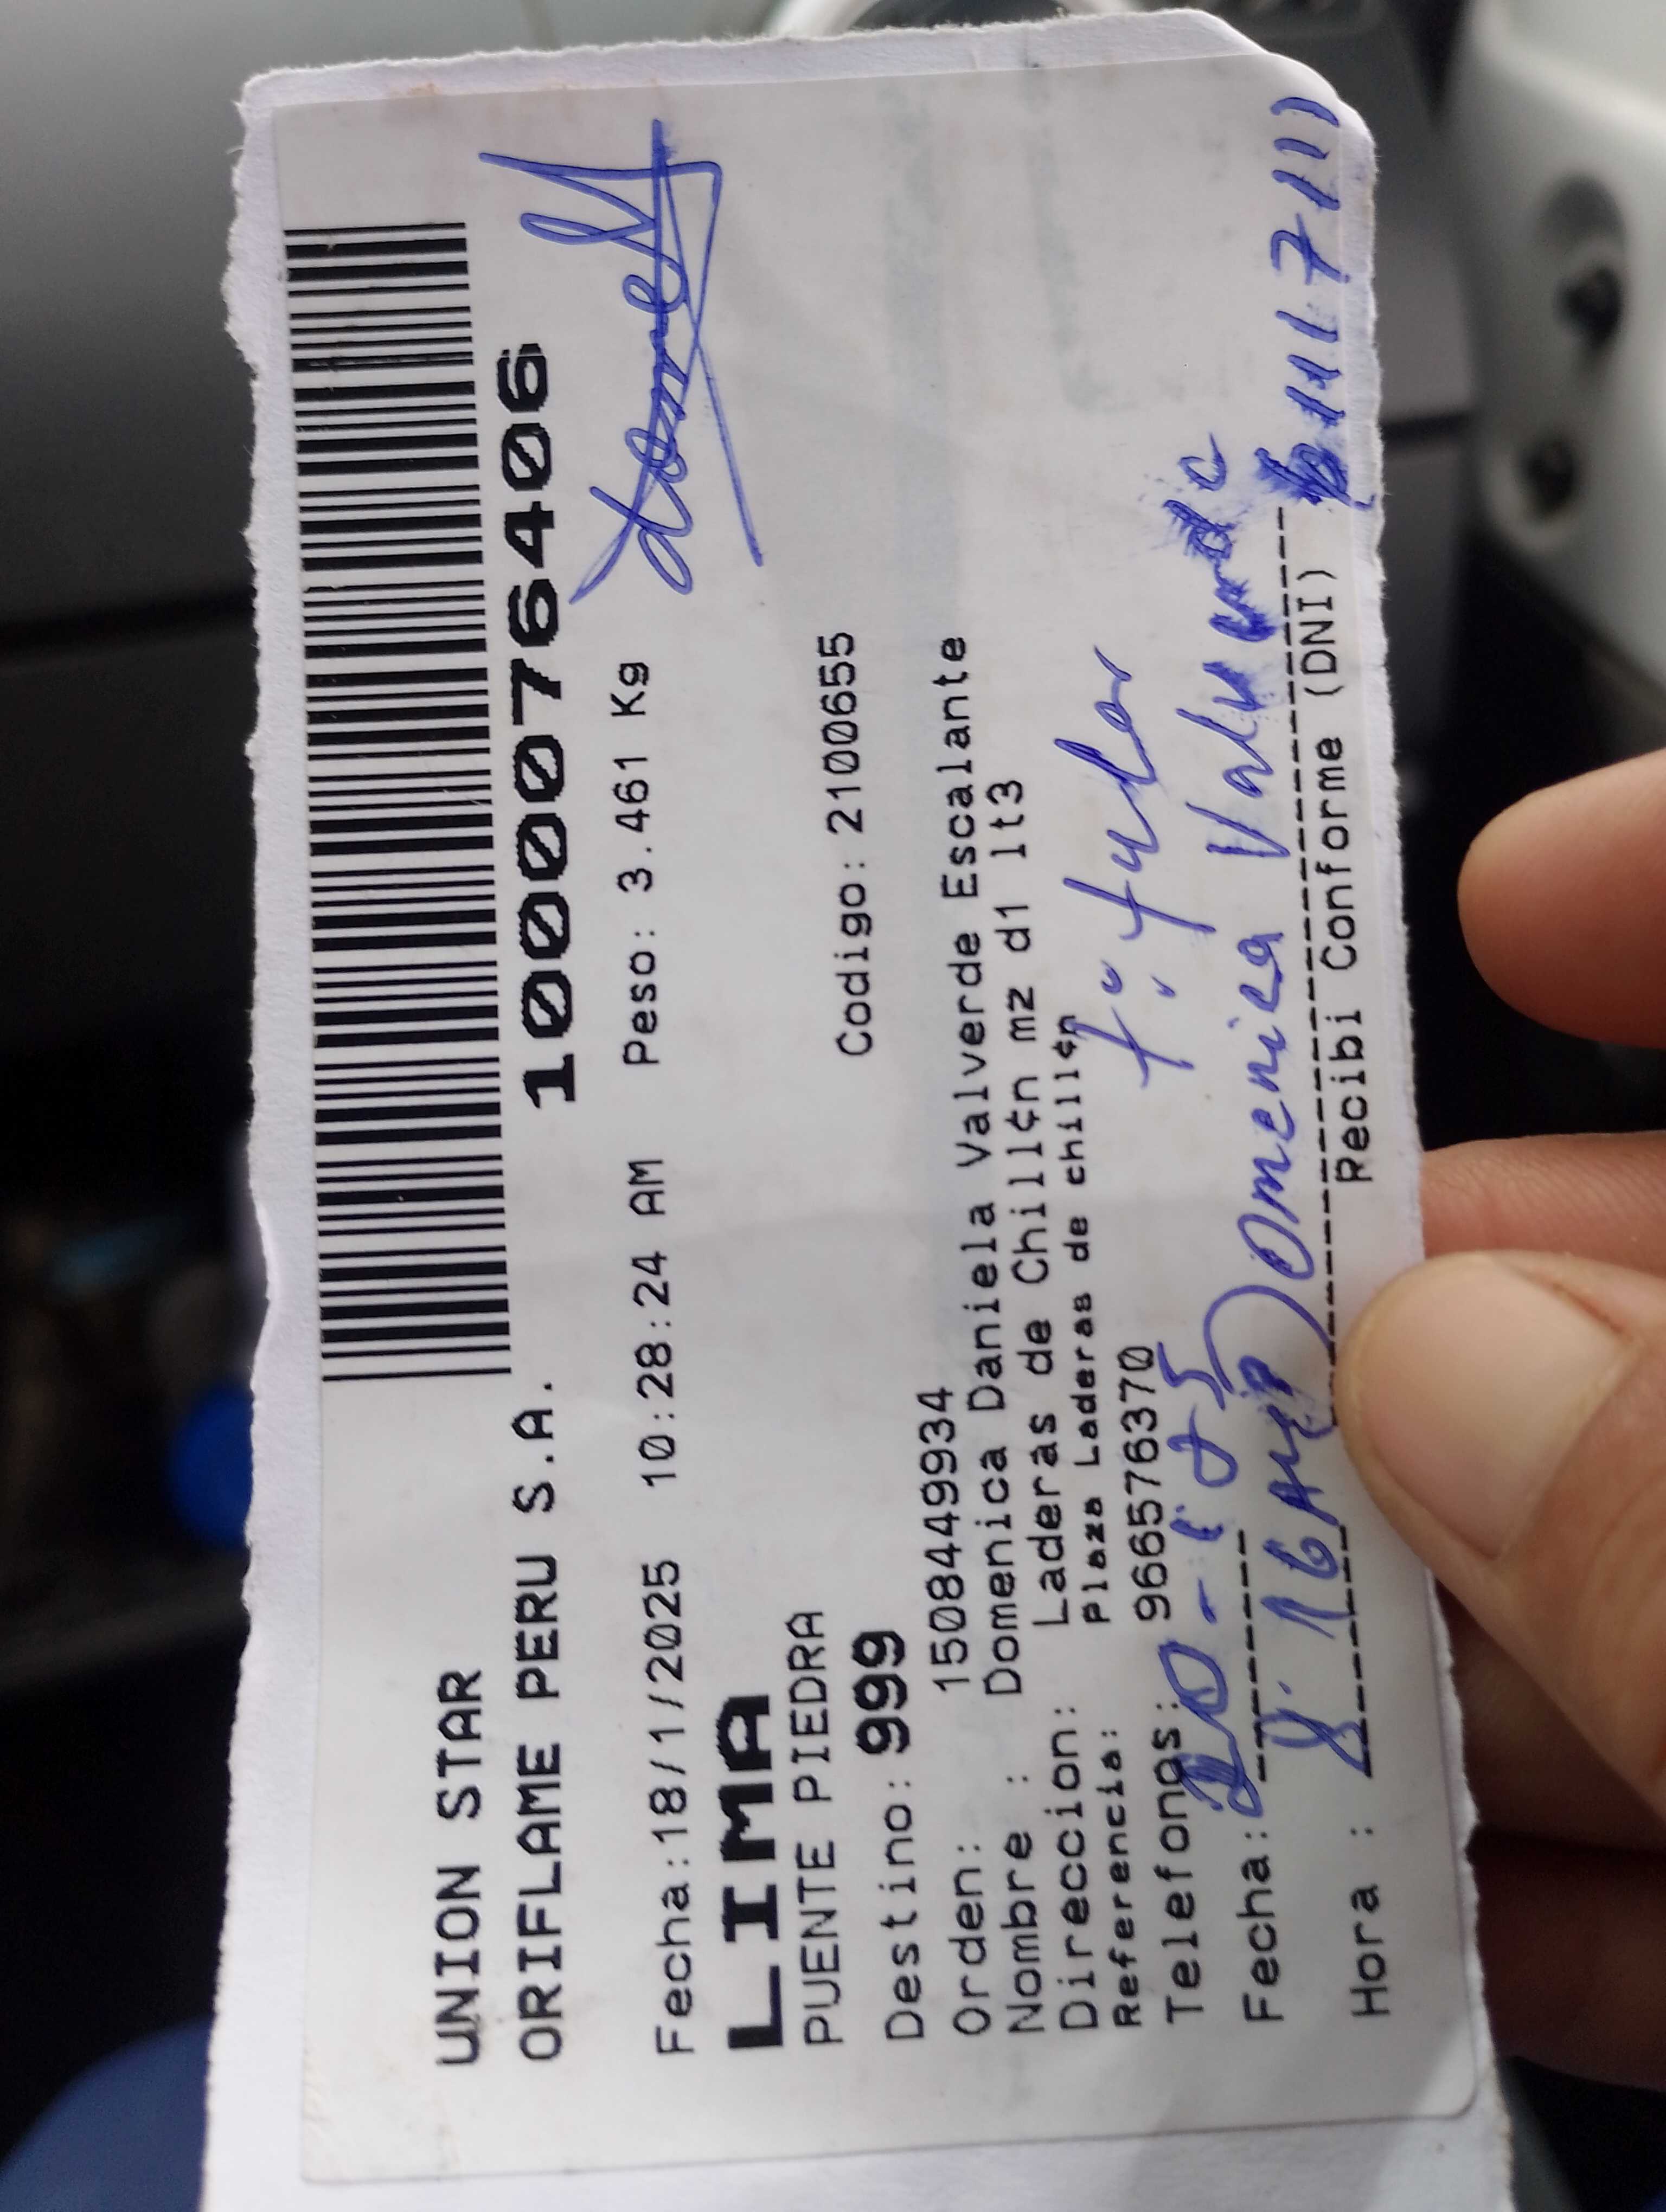 UNION STAR
ORIFLAME PERU S.A. 1000076406
Fecha:18/1/2025 10:28:24 AM Peso: 3.461 Kg
LIMA
PUENTE PIEDRA
Destino: 999 Codigo: 2100655
Orden: 1508449934
Nombre : Domenica Daniela Valverde Escalante
Direccion: Laderas de Chill¢n mz d1 lt3
Referencia: Plaza Laderas de chill¢n
Telefonos: 966576370
titular
Fecha: 20-1-25
Domenica Valverde
Hora :
Recibi Conforme (DNI)